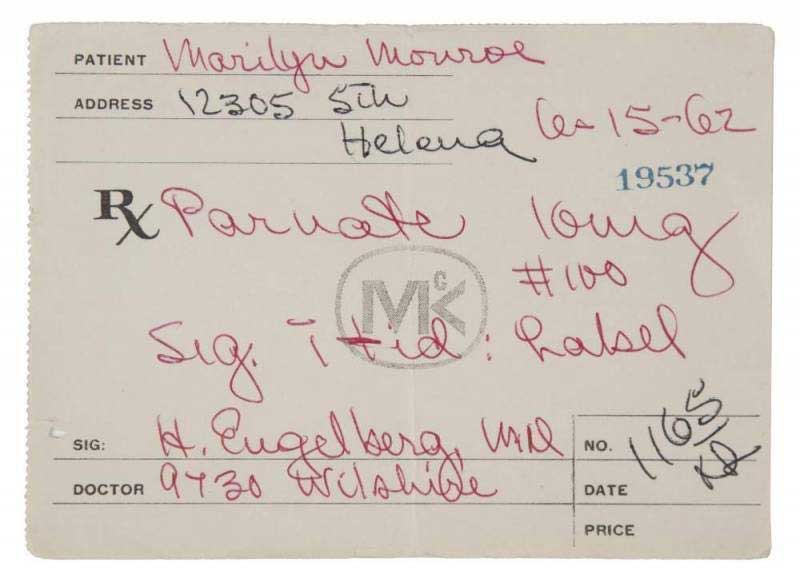 PATIENT Marilyn Monroe
ADDRESS 12305 5th
Helena 6-15-62
19537
Rx Parnate 10mg
#100
McK
Sig. i tid : Label
SIG: H. Engelberg, MD
NO. 1165
DOCTOR 9730 Wilshire
DATE
PRICE